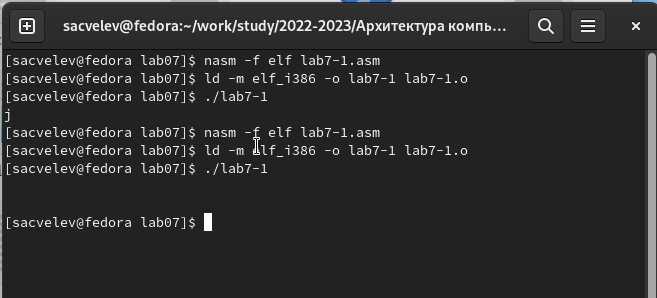 sacvelev@fedora:~/work/study/2022-2023/Архитектура компь...
[sacvelev@fedora lab07]$ nasm -f elf lab7-1.asm
[sacvelev@fedora lab07]$ ld -m elf_i386 -o lab7-1 lab7-1.o
[sacvelev@fedora lab07]$ ./lab7-1
j
[sacvelev@fedora lab07]$ nasm -f elf lab7-1.asm
[sacvelev@fedora lab07]$ ld -m elf_i386 -o lab7-1 lab7-1.o
[sacvelev@fedora lab07]$ ./lab7-1
[sacvelev@fedora lab07]$